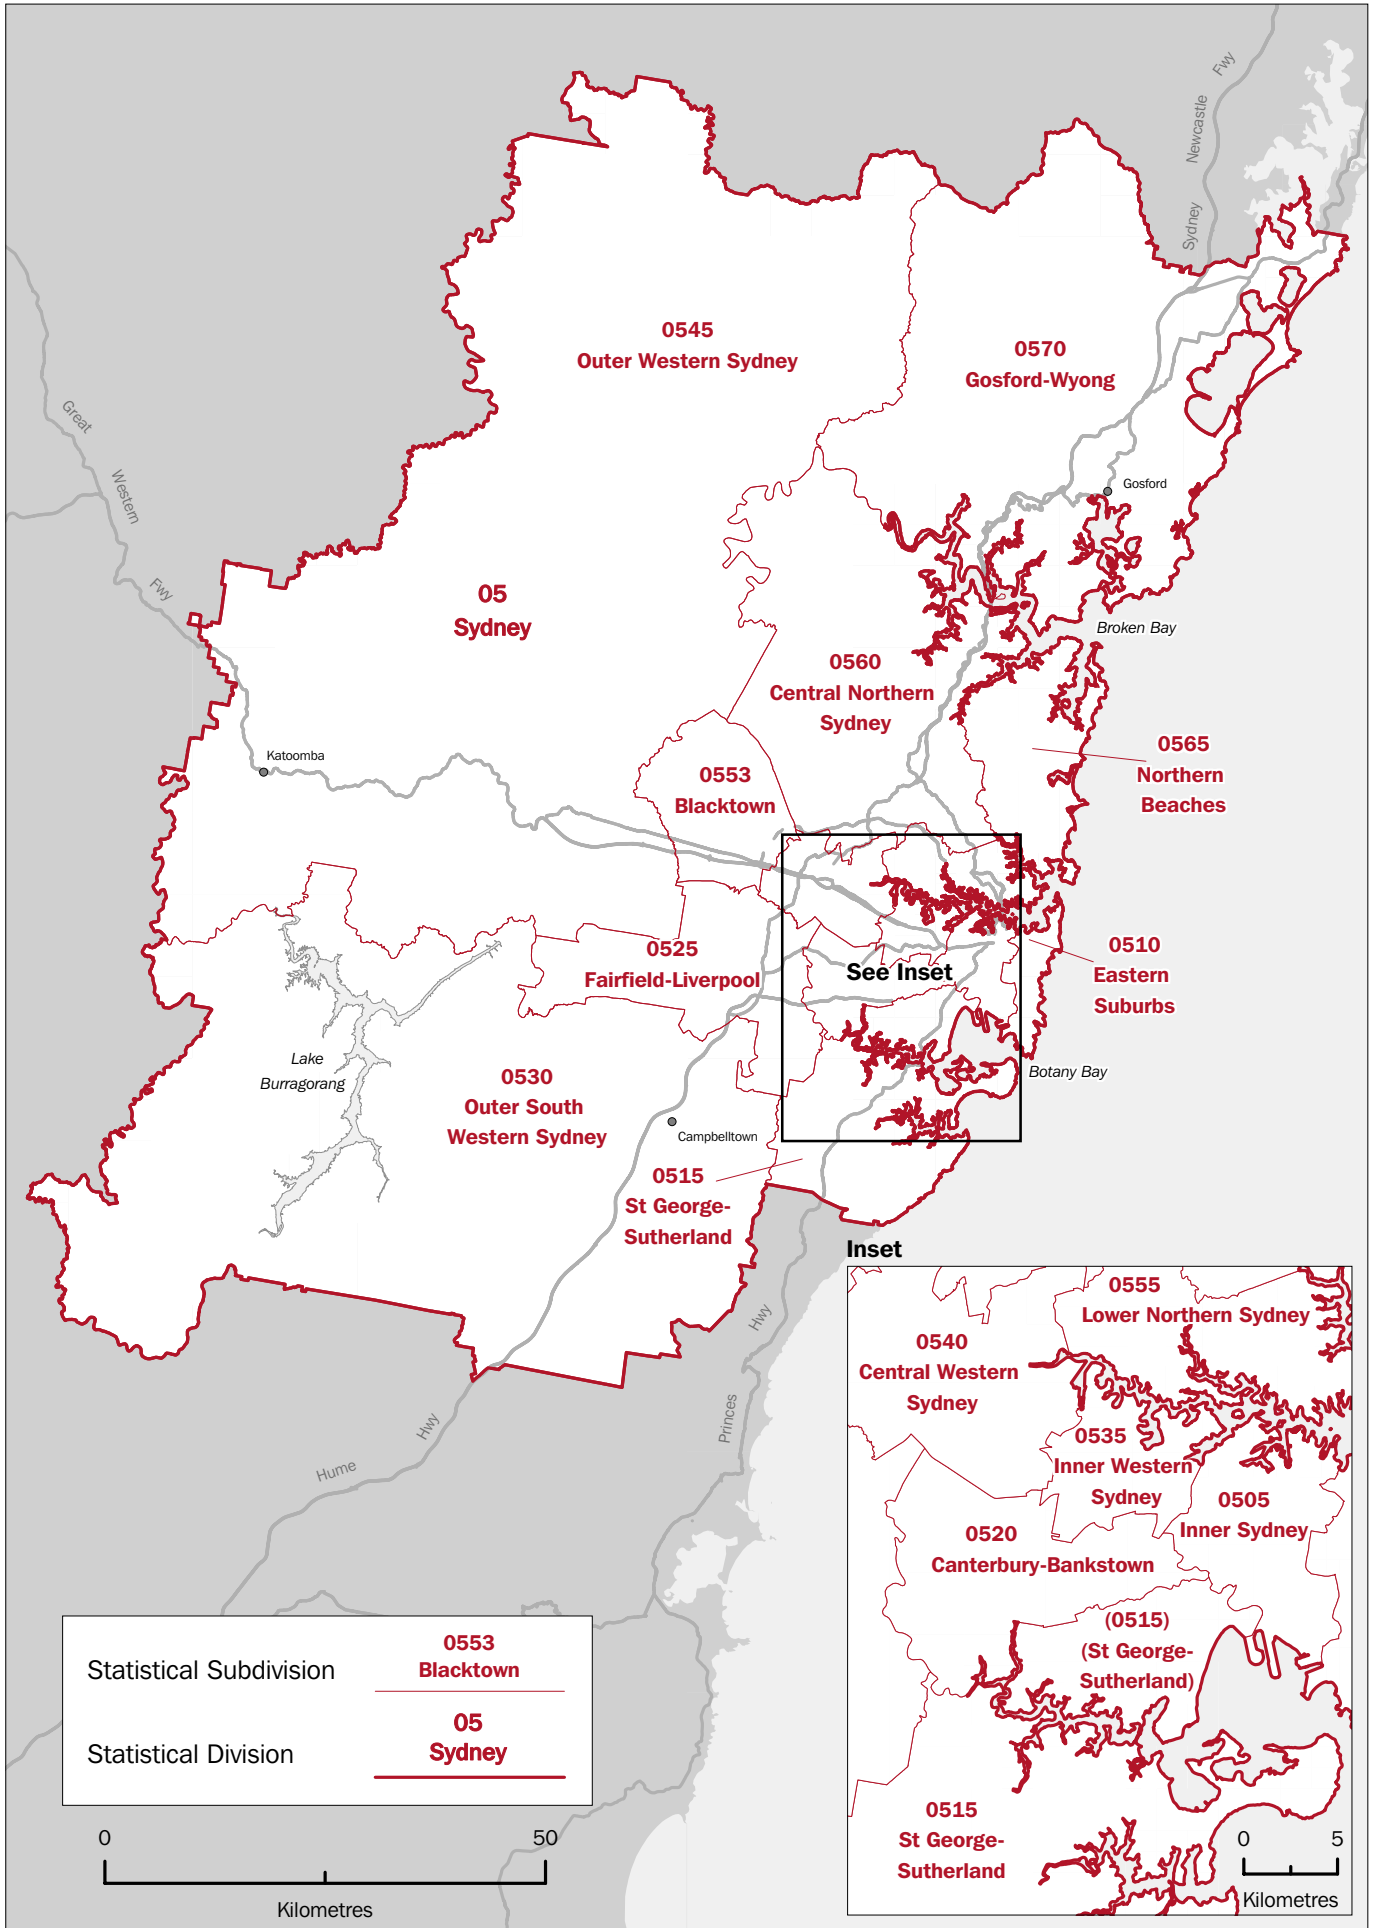 Fwy
Newcastle
Sydney
0545
Outer Western Sydney
0570
Gosford-Wyong
Great
Western
Fwy
Gosford
05
Sydney
Broken Bay
0560
Central Northern
Sydney
0565
Northern
Beaches
Katoomba
0553
Blacktown
0525
Fairfield-Liverpool
See Inset
0510
Eastern
Suburbs
Lake
Burragorang
Botany Bay
0530
Outer South
Western Sydney
Campbelltown
0515
St George-
Sutherland
Hwy
Princes
Hwy
Hume
Inset
0555
Lower Northern Sydney
0540
Central Western
Sydney
0535
Inner Western
Sydney
0505
Inner Sydney
0520
Canterbury-Bankstown
(0515)
(St George-
Sutherland)
0515
St George-
Sutherland
0 5
Kilometres
Statistical Subdivision
0553
Blacktown
Statistical Division
05
Sydney
0 50
Kilometres